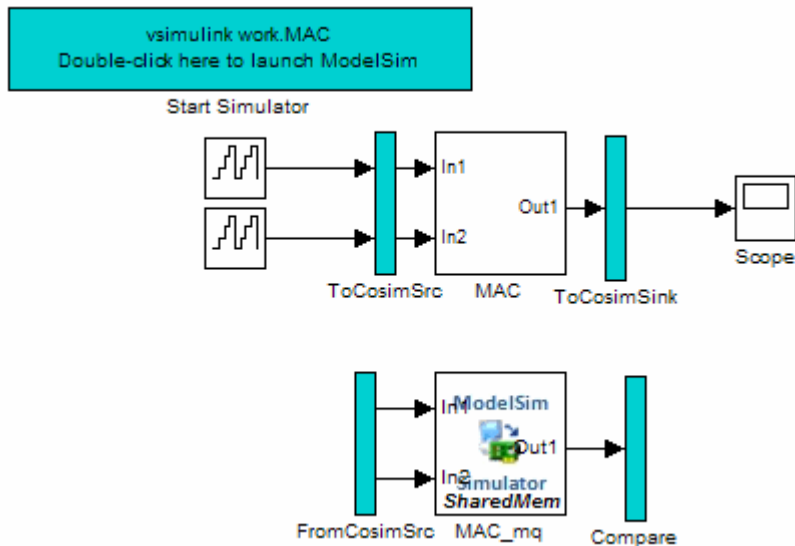 vsimulink work.MAC
Double-click here to launch ModelSim
Start Simulator
In1
Out1
In2
ToCosimSrc
MAC
ToCosimSink
Scope
In1
ModelSim
Out1
In2
Simulator
SharedMem
FromCosimSrc
MAC_mq
Compare